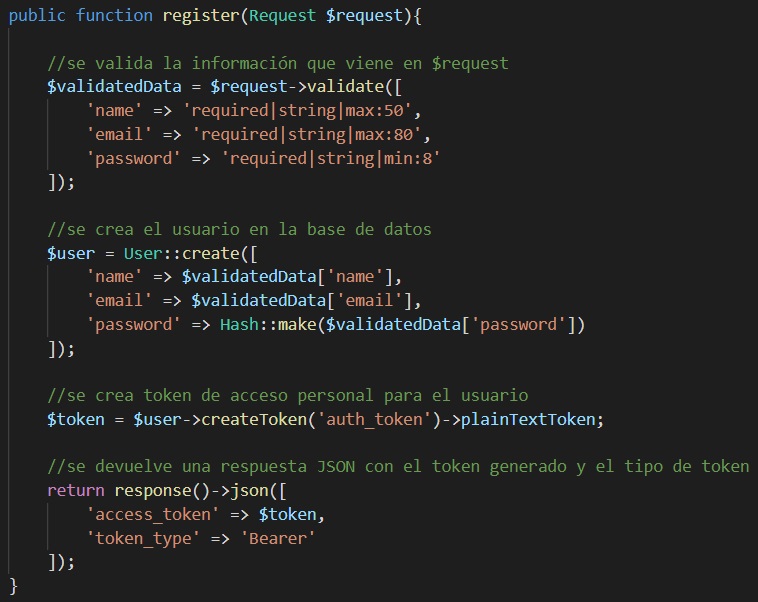 public function register(Request $request){
//se valida la información que viene en $request
$validatedData = $request->validate([
'name' => 'required|string|max:50',
'email' => 'required|string|max:80',
'password' => 'required|string|min:8'
]);
//se crea el usuario en la base de datos
$user = User::create([
'name' => $validatedData['name'],
'email' => $validatedData['email'],
'password' => Hash::make($validatedData['password'])
]);
//se crea token de acceso personal para el usuario
$token = $user->createToken('auth_token')->plainTextToken;
//se devuelve una respuesta JSON con el token generado y el tipo de token
return response()->json([
'access_token' => $token,
'token_type' => 'Bearer'
]);
}